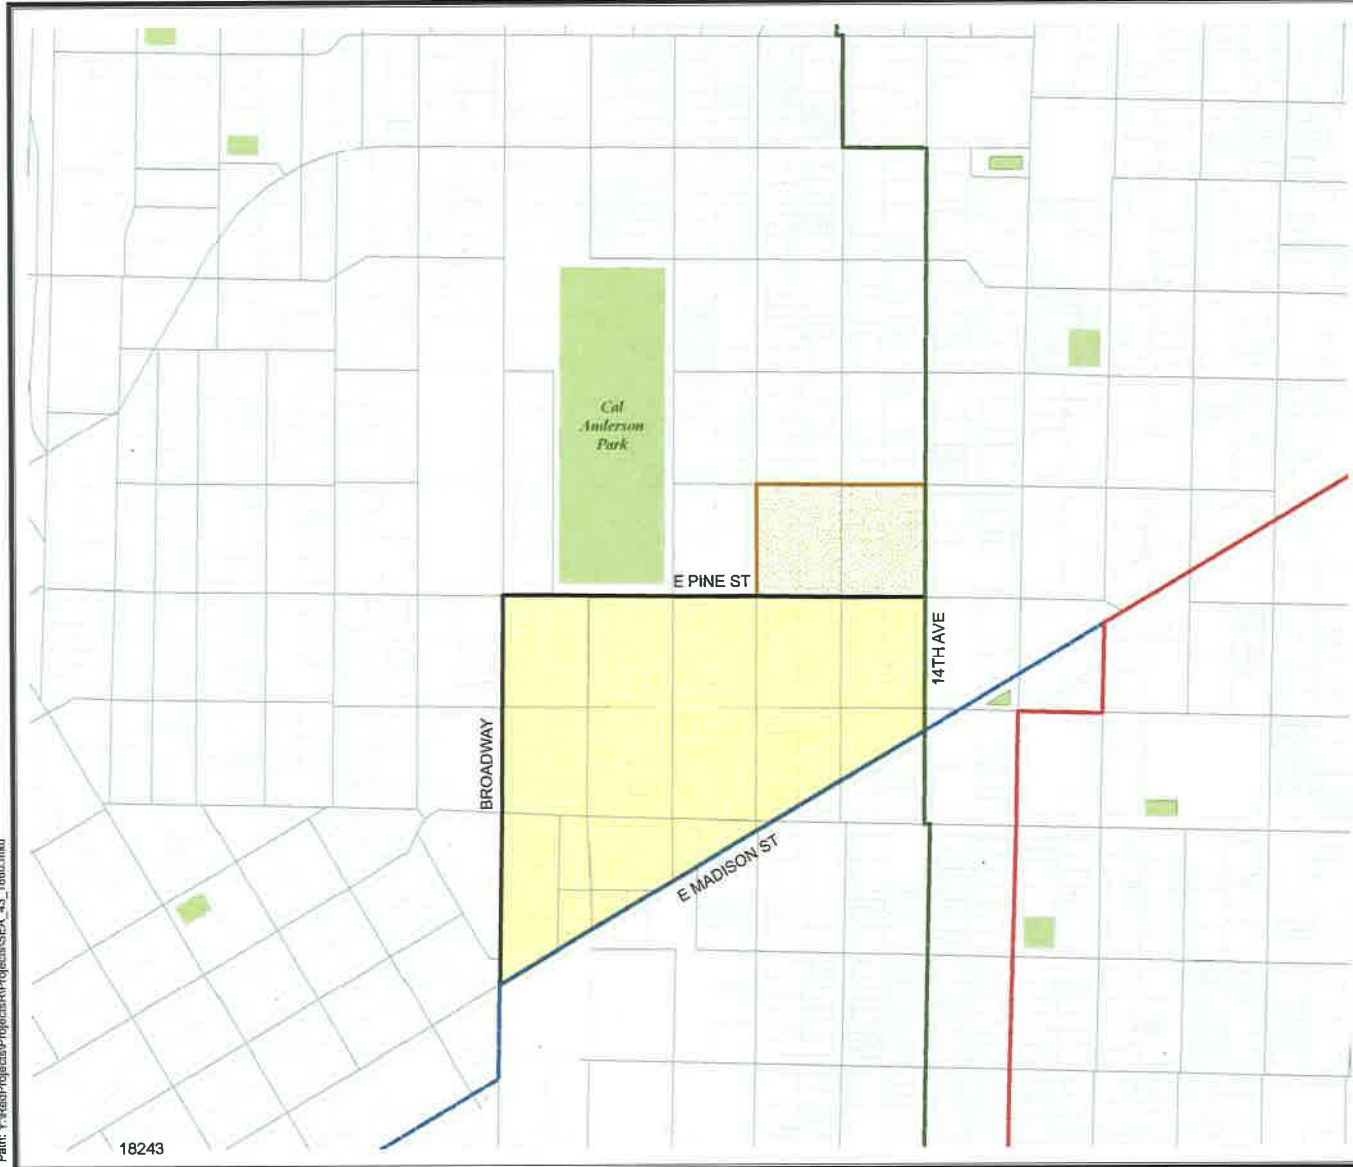 Cal
Anderson
Park
E PINE ST
14TH AVE
BROADWAY
E MADISON ST
18243